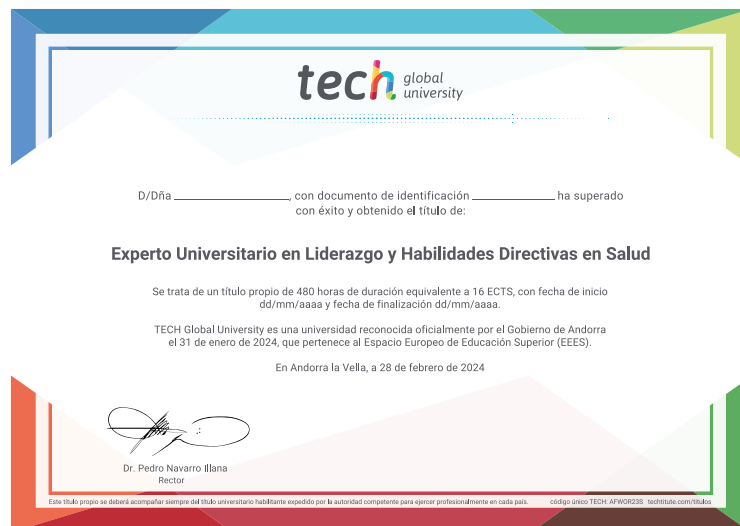 tech global university
D/Dña ____________, con documento de identificación ____________ ha superado
con éxito y obtenido el título de:
Experto Universitario en Liderazgo y Habilidades Directivas en Salud
Se trata de un título propio de 480 horas de duración equivalente a 16 ECTS, con fecha de inicio
dd/mm/aaaa y fecha de finalización dd/mm/aaaa.
TECH Global University es una universidad reconocida oficialmente por el Gobierno de Andorra
el 31 de enero de 2024, que pertenece al Espacio Europeo de Educación Superior (EEES).
En Andorra la Vella, a 28 de febrero de 2024
Dr. Pedro Navarro Illana
Rector
Este título propio se deberá acompañar siempre del título universitario habilitante expedido por la autoridad competente para ejercer profesionalmente en cada país. código único TECH: AFWOR23S techtitute.com/titulos